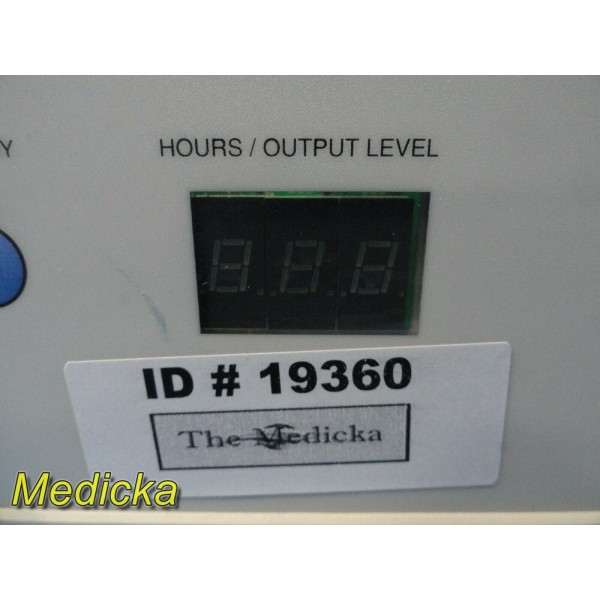 Y
HOURS / OUTPUT LEVEL
ID # 19360
The Medicka
Medicka